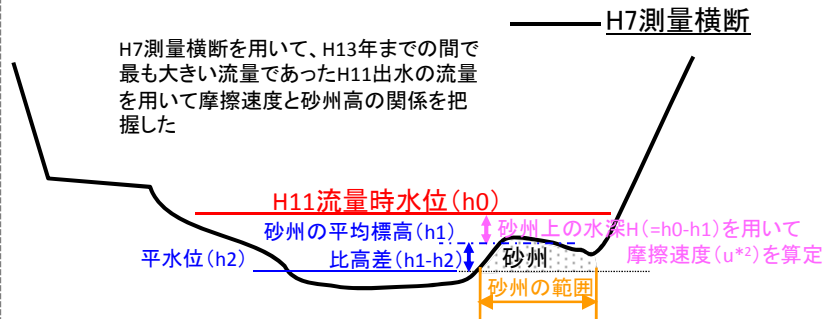 H7測量横断
H7測量横断を用いて、H13年までの間で
最も大きい流量であったH11出水の流量
を用いて摩擦速度と砂州高の関係を把
握した
H11流量時水位(h0)
砂州の平均標高(h1)
砂州上の水深H(=h0-h1)を用いて
摩擦速度(u*2)を算定
平水位(h2)
比高差(h1-h2)
砂州
砂州の範囲